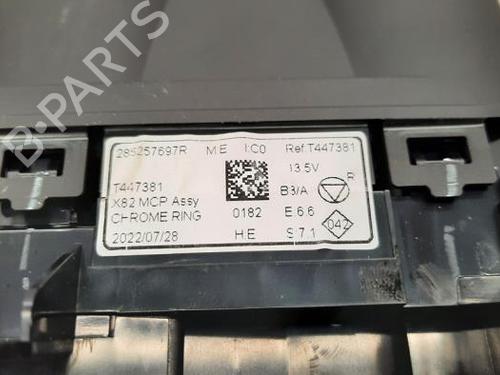 285257697R M E I:C0 Ref T447381
13.5V
T447381 B3/A R
X82 MCP Assy
CHROME RING 0182 E:6.6 042
2022/07/28 H:E S 7.1
B-PARTS